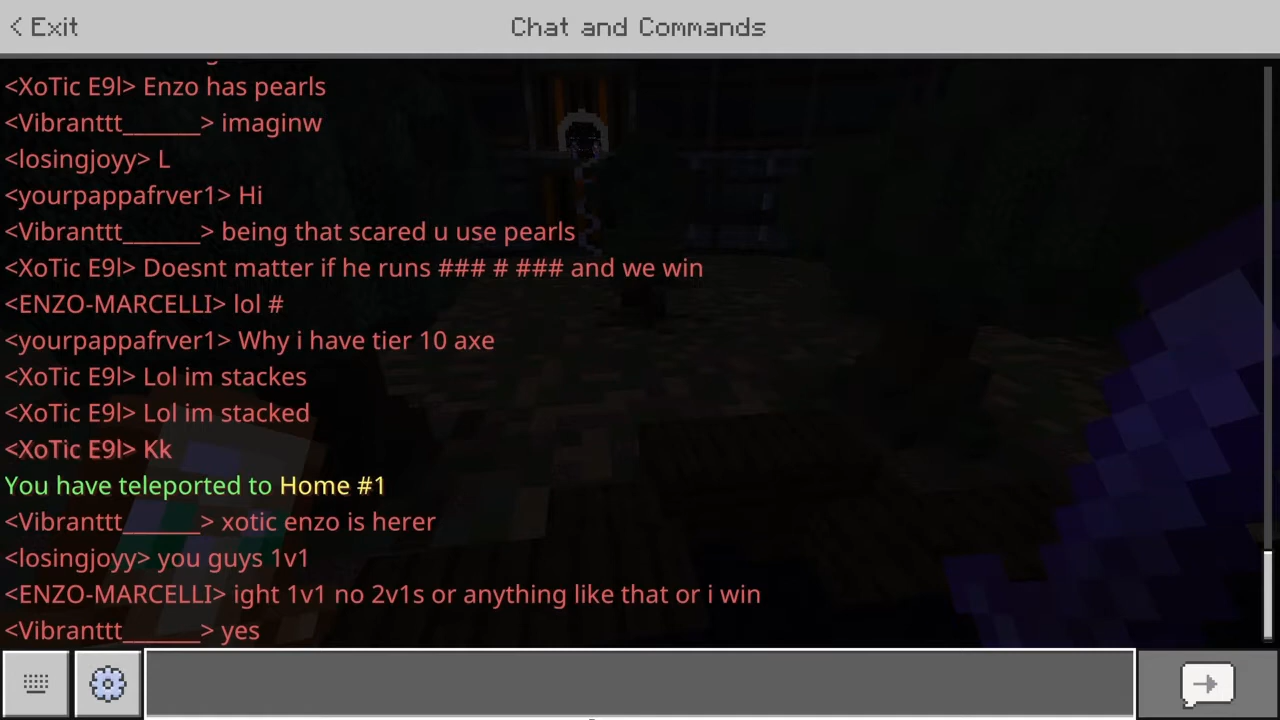 Exit
Chat and Commands
<XoTic E9l> Enzo has pearls
<Vibranttt_______> imaginw
<losingjoyy> L
<yourpappafrver1> Hi
<Vibranttt_______> being that scared u use pearls
<XoTic E9l> Doesnt matter if he runs ### # ### and we win
<ENZO-MARCELLI> lol #
<yourpappafrver1> Why i have tier 10 axe
<XoTic E9l> Lol im stackes
<XoTic E9l> Lol im stacked
<XoTic E9l> Kk
You have teleported to Home #1
<Vibranttt_______> xotic enzo is herer
<losingjoyy> you guys 1v1
<ENZO-MARCELLI> ight 1v1 no 2v1s or anything like that or i win
<Vibranttt_______> yes